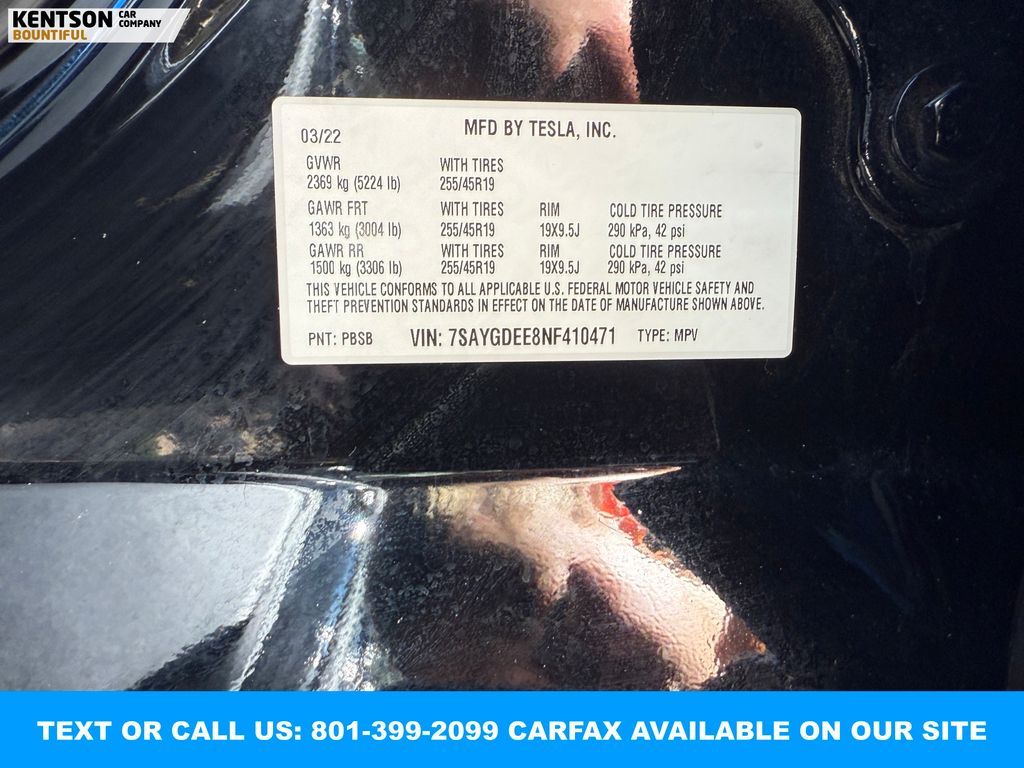 KENTSON CAR COMPANY
BOUNTIFUL
MFD BY TESLA, INC.
03/22
GVWR WITH TIRES
2369 kg (5224 lb) 255/45R19
GAWR FRT WITH TIRES RIM COLD TIRE PRESSURE
1363 kg (3004 lb) 255/45R19 19X9.5J 290 kPa, 42 psi
GAWR RR WITH TIRES RIM COLD TIRE PRESSURE
1500 kg (3306 lb) 255/45R19 19X9.5J 290 kPa, 42 psi
THIS VEHICLE CONFORMS TO ALL APPLICABLE U.S. FEDERAL MOTOR VEHICLE SAFETY AND
THEFT PREVENTION STANDARDS IN EFFECT ON THE DATE OF MANUFACTURE SHOWN ABOVE.
PNT: PBSB VIN: 7SAYGDEE8NF410471 TYPE: MPV
TEXT OR CALL US: 801-399-2099 CARFAX AVAILABLE ON OUR SITE